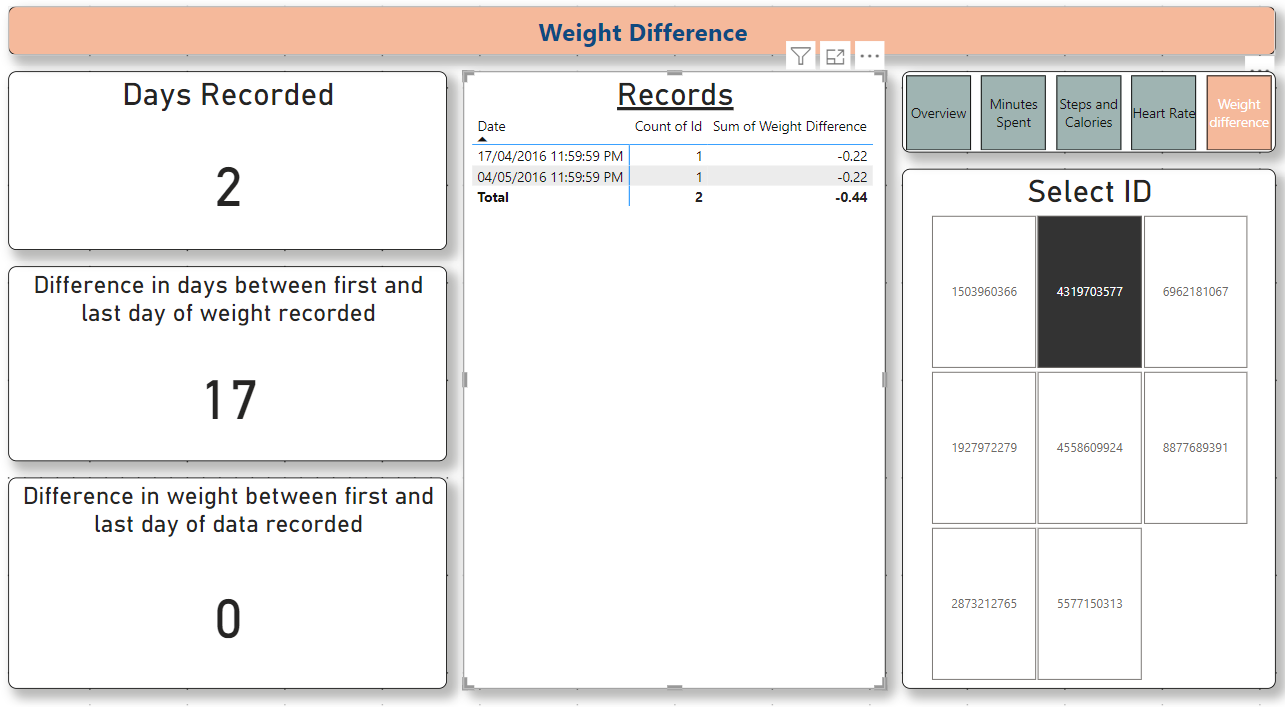 Weight Difference
Days Recorded
2
Difference in days between first and
last day of weight recorded
17
Difference in weight between first and
last day of data recorded
0
Records
Date Count of Id Sum of Weight Difference
17/04/2016 11:59:59 PM 1 -0.22
04/05/2016 11:59:59 PM 1 -0.22
Total 2 -0.44
Overview
Minutes
Spent
Steps and
Calories
Heart Rate
Weight
difference
Select ID
1503960366 4319703577 6962181067
1927972279 4558609924 8877689391
2873212765 5577150313